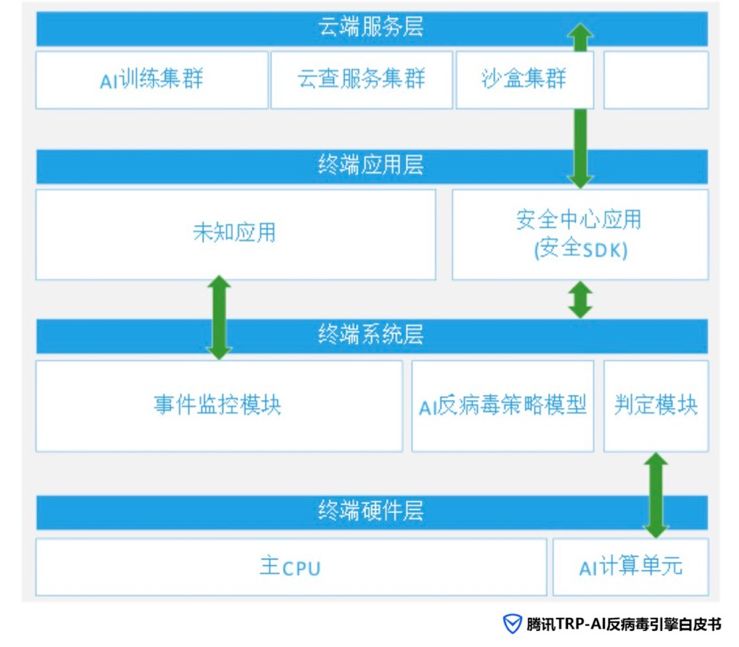 云端服务层
AI训练集群
云查服务集群
沙盒集群
终端应用层
未知应用
安全中心应用
(安全SDK)
终端系统层
事件监控模块
AI反病毒策略模型
判定模块
终端硬件层
主CPU
AI计算单元
腾讯TRP-AI反病毒引擎白皮书